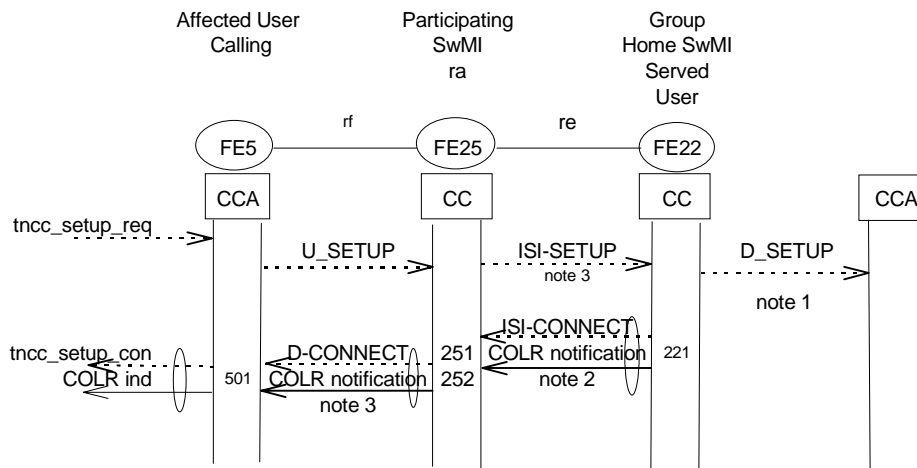 Affected User
Calling
Participating
SwMI
ra
Group
Home SwMI
Served
User
rf
re
FE5
FE25
FE22
CCA
CC
CC
CCA
tncc_setup_req
U_SETUP
ISI-SETUP
note 3
D_SETUP
note 1
ISI-CONNECT
tncc_setup_con
D-CONNECT
251
COLR notification
221
COLR ind
501
COLR notification
252
note 2
note 3